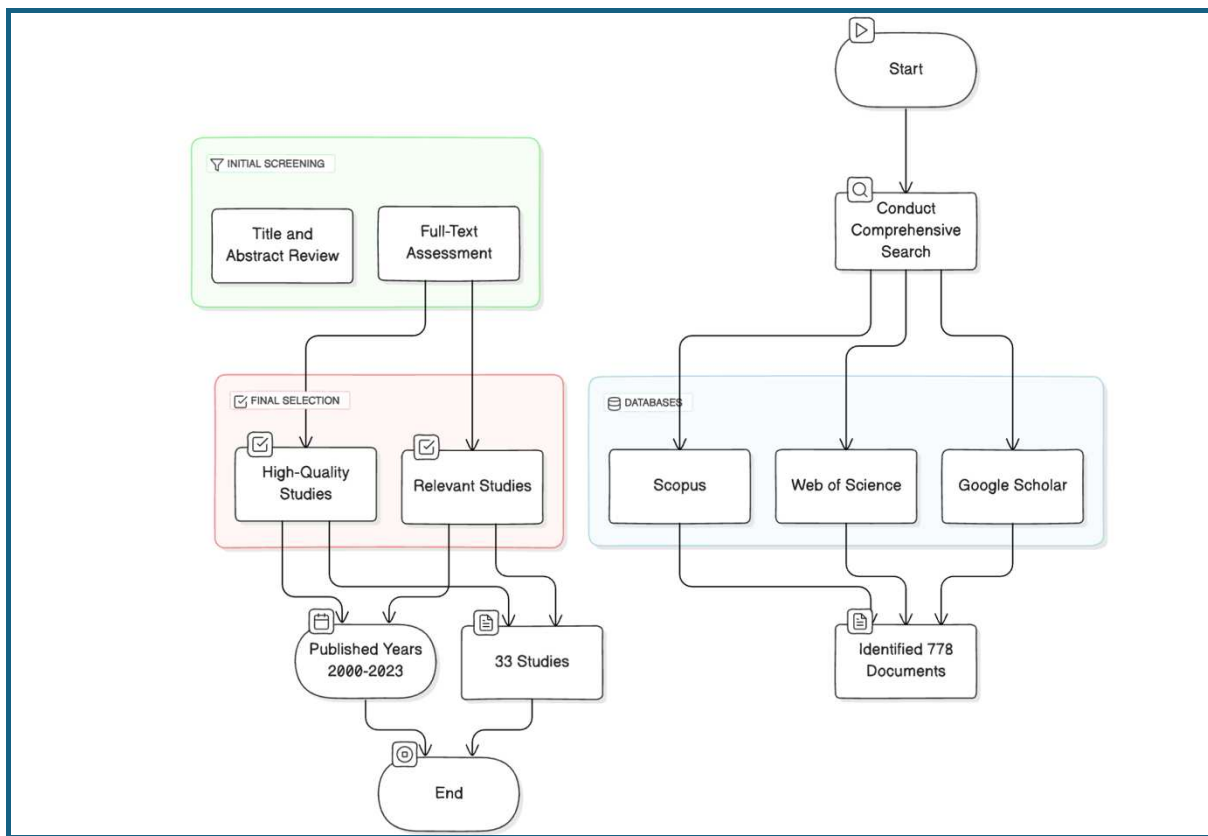 Start
INITIAL SCREENING
Title and
Abstract Review
Full-Text
Assessment
Conduct
Comprehensive
Search
FINAL SELECTION
High-Quality
Studies
Relevant Studies
DATABASES
Scopus
Web of Science
Google Scholar
Published Years
2000-2023
33 Studies
Identified 778
Documents
End